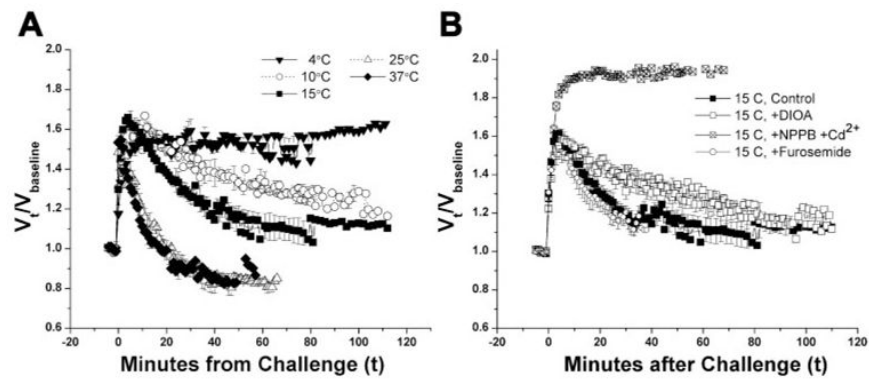 A
4°C
25°C
10°C
37°C
15°C
Vt/Vbaseline
2.0
1.8
1.6
1.4
1.2
1.0
0.8
0.6
-20 0 20 40 60 80 100 120
Minutes from Challenge (t)
B
15 C, Control
15 C, +DIOA
15 C, +NPPB +Cd2+
15 C, +Furosemide
Vt/Vbaseline
2.0
1.8
1.6
1.4
1.2
1.0
0.8
0.6
-20 0 20 40 60 80 100 120
Minutes after Challenge (t)